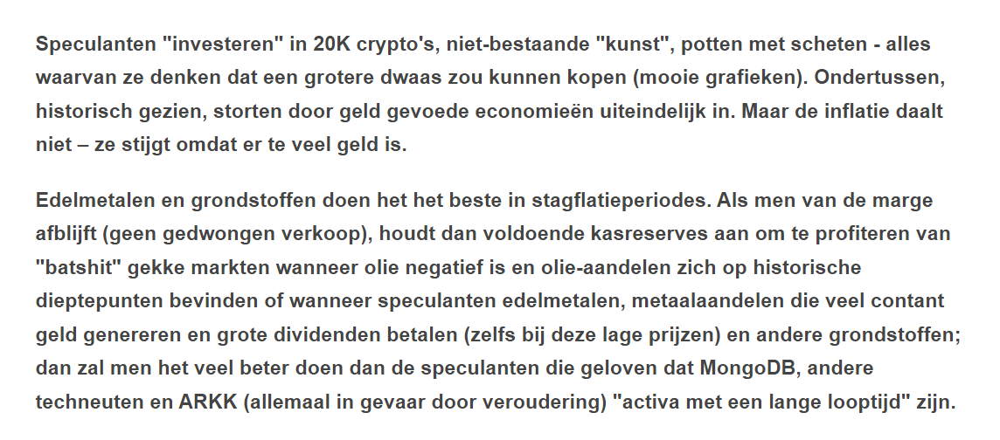 Speculanten "investeren" in 20K crypto's, niet-bestaande "kunst", potten met scheten - alles
waarvan ze denken dat een grotere dwaas zou kunnen kopen (mooie grafieken). Ondertussen,
historisch gezien, storten door geld gevoede economieën uiteindelijk in. Maar de inflatie daalt
niet – ze stijgt omdat er te veel geld is.
Edelmetalen en grondstoffen doen het het beste in stagflatieperiodes. Als men van de marge
afblijft (geen gedwongen verkoop), houdt dan voldoende kasreserves aan om te profiteren van
"batshit" gekke markten wanneer olie negatief is en olie-aandelen zich op historische
dieptepunten bevinden of wanneer speculanten edelmetalen, metaalaandelen die veel contant
geld genereren en grote dividenden betalen (zelfs bij deze lage prijzen) en andere grondstoffen;
dan zal men het veel beter doen dan de speculanten die geloven dat MongoDB, andere
techneuten en ARKK (allemaal in gevaar door veroudering) "activa met een lange looptijd" zijn.